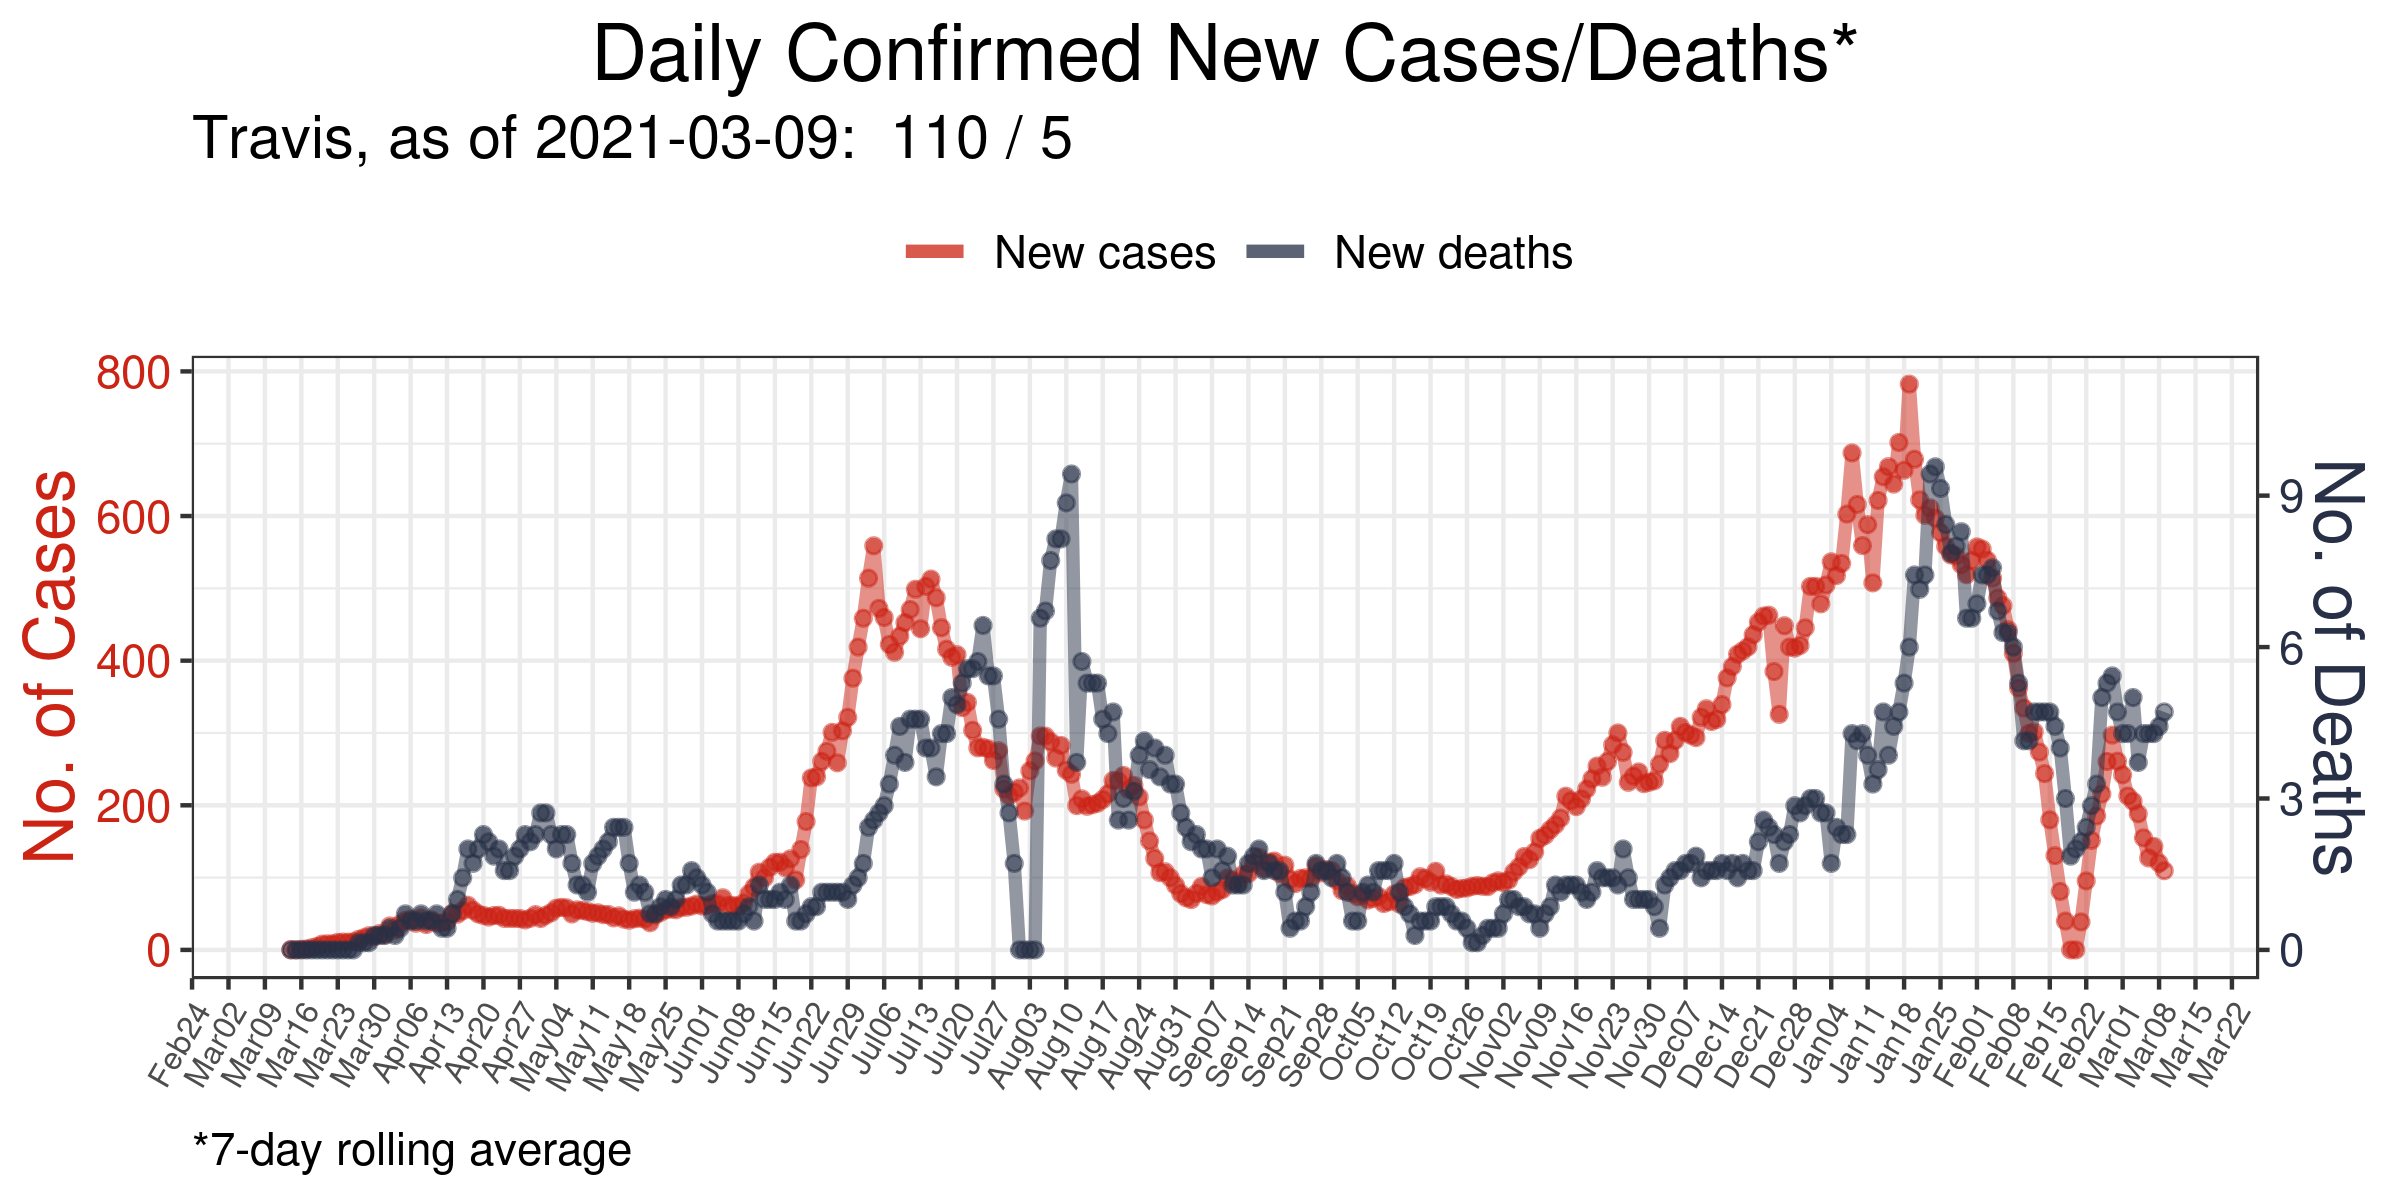 Daily Confirmed New Cases/Deaths*
Travis, as of 2021-03-09:  110 / 5
New cases
New deaths
No. of Cases
800
600
400
200
0
9
6
3
0
No. of Deaths
Feb24
Mar02
Mar09
Mar16
Mar23
Mar30
Apr06
Apr13
Apr20
Apr27
May04
May11
May18
May25
Jun01
Jun08
Jun15
Jun22
Jun29
Jul06
Jul13
Jul20
Jul27
Aug03
Aug10
Aug17
Aug24
Aug31
Sep07
Sep14
Sep21
Sep28
Oct05
Oct12
Oct19
Oct26
Nov02
Nov09
Nov16
Nov23
Nov30
Dec07
Dec14
Dec21
Dec28
Jan04
Jan11
Jan18
Jan25
Feb01
Feb08
Feb15
Feb22
Mar01
Mar08
Mar15
Mar22
*7-day rolling average